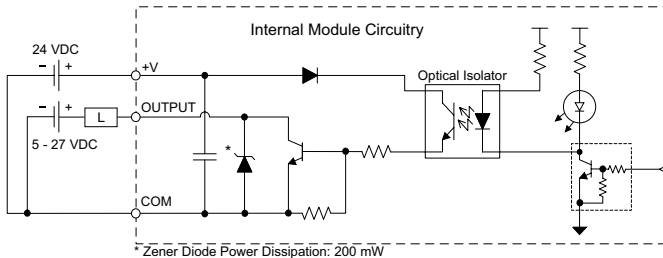 Internal Module Circuitry
24 VDC
- +
+V
Optical Isolator
- +
OUTPUT
L
5 - 27 VDC
*
COM
* Zener Diode Power Dissipation: 200 mW